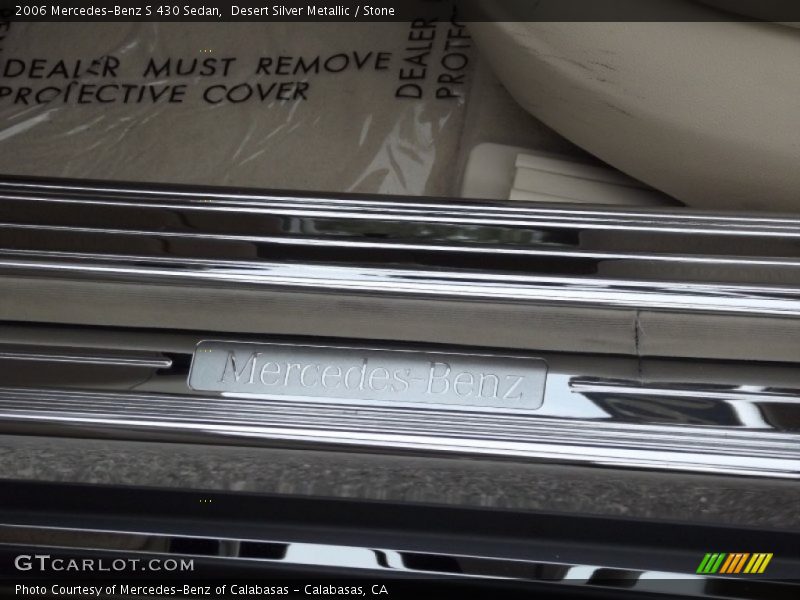 2006 Mercedes-Benz S 430 Sedan,  Desert Silver Metallic / Stone
DEALER MUST REMOVE
PROTECTIVE COVER
DEALER
Mercedes-Benz
GTCARLOT.COM
Photo Courtesy of Mercedes-Benz of Calabasas - Calabasas, CA